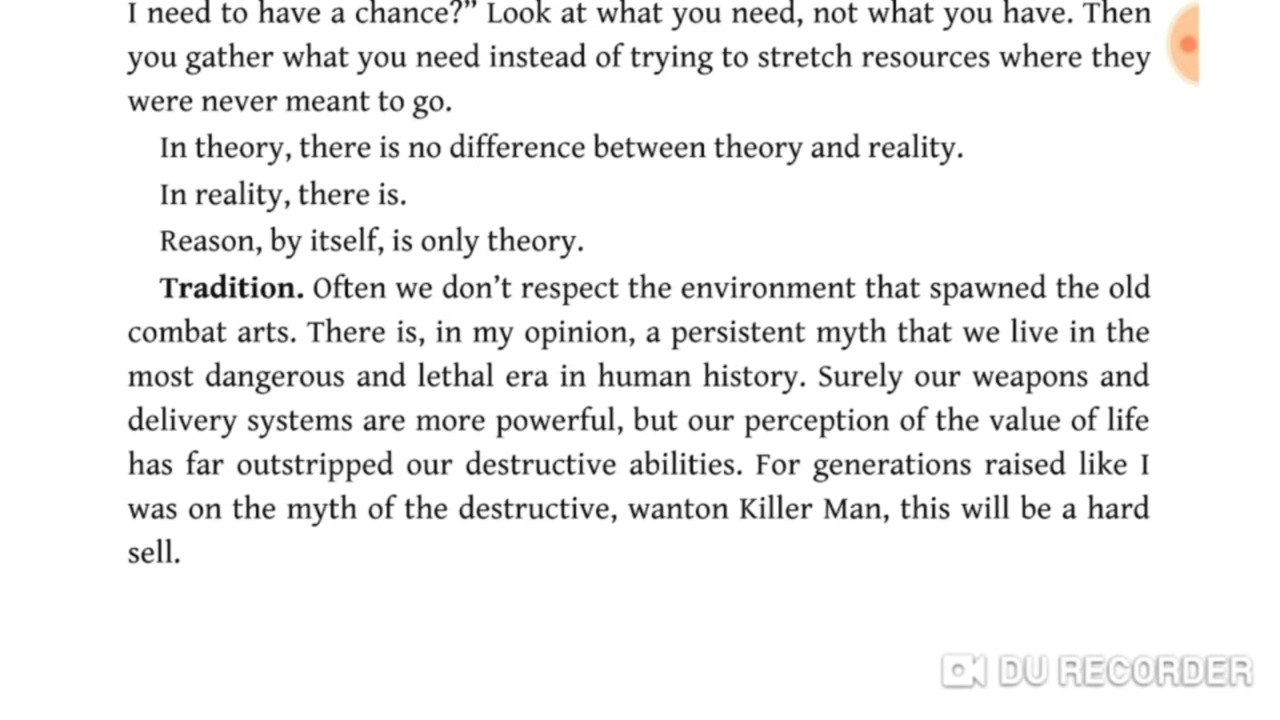 I need to have a chance?” Look at what you need, not what you have. Then
you gather what you need instead of trying to stretch resources where they
were never meant to go.
In theory, there is no difference between theory and reality.
In reality, there is.
Reason, by itself, is only theory.
Tradition. Often we don’t respect the environment that spawned the old
combat arts. There is, in my opinion, a persistent myth that we live in the
most dangerous and lethal era in human history. Surely our weapons and
delivery systems are more powerful, but our perception of the value of life
has far outstripped our destructive abilities. For generations raised like I
was on the myth of the destructive, wanton Killer Man, this will be a hard
sell.
DU RECORDER